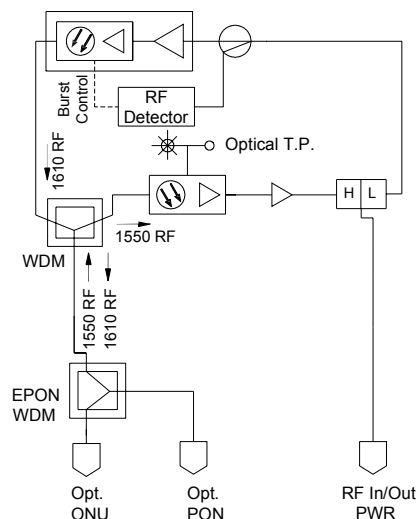 Burst
Control
RF
Detector
Optical T.P.
1610 RF
H L
1550 RF
WDM
1550 RF
1610 RF
EPON
WDM
Opt.
ONU
Opt.
PON
RF In/Out
PWR